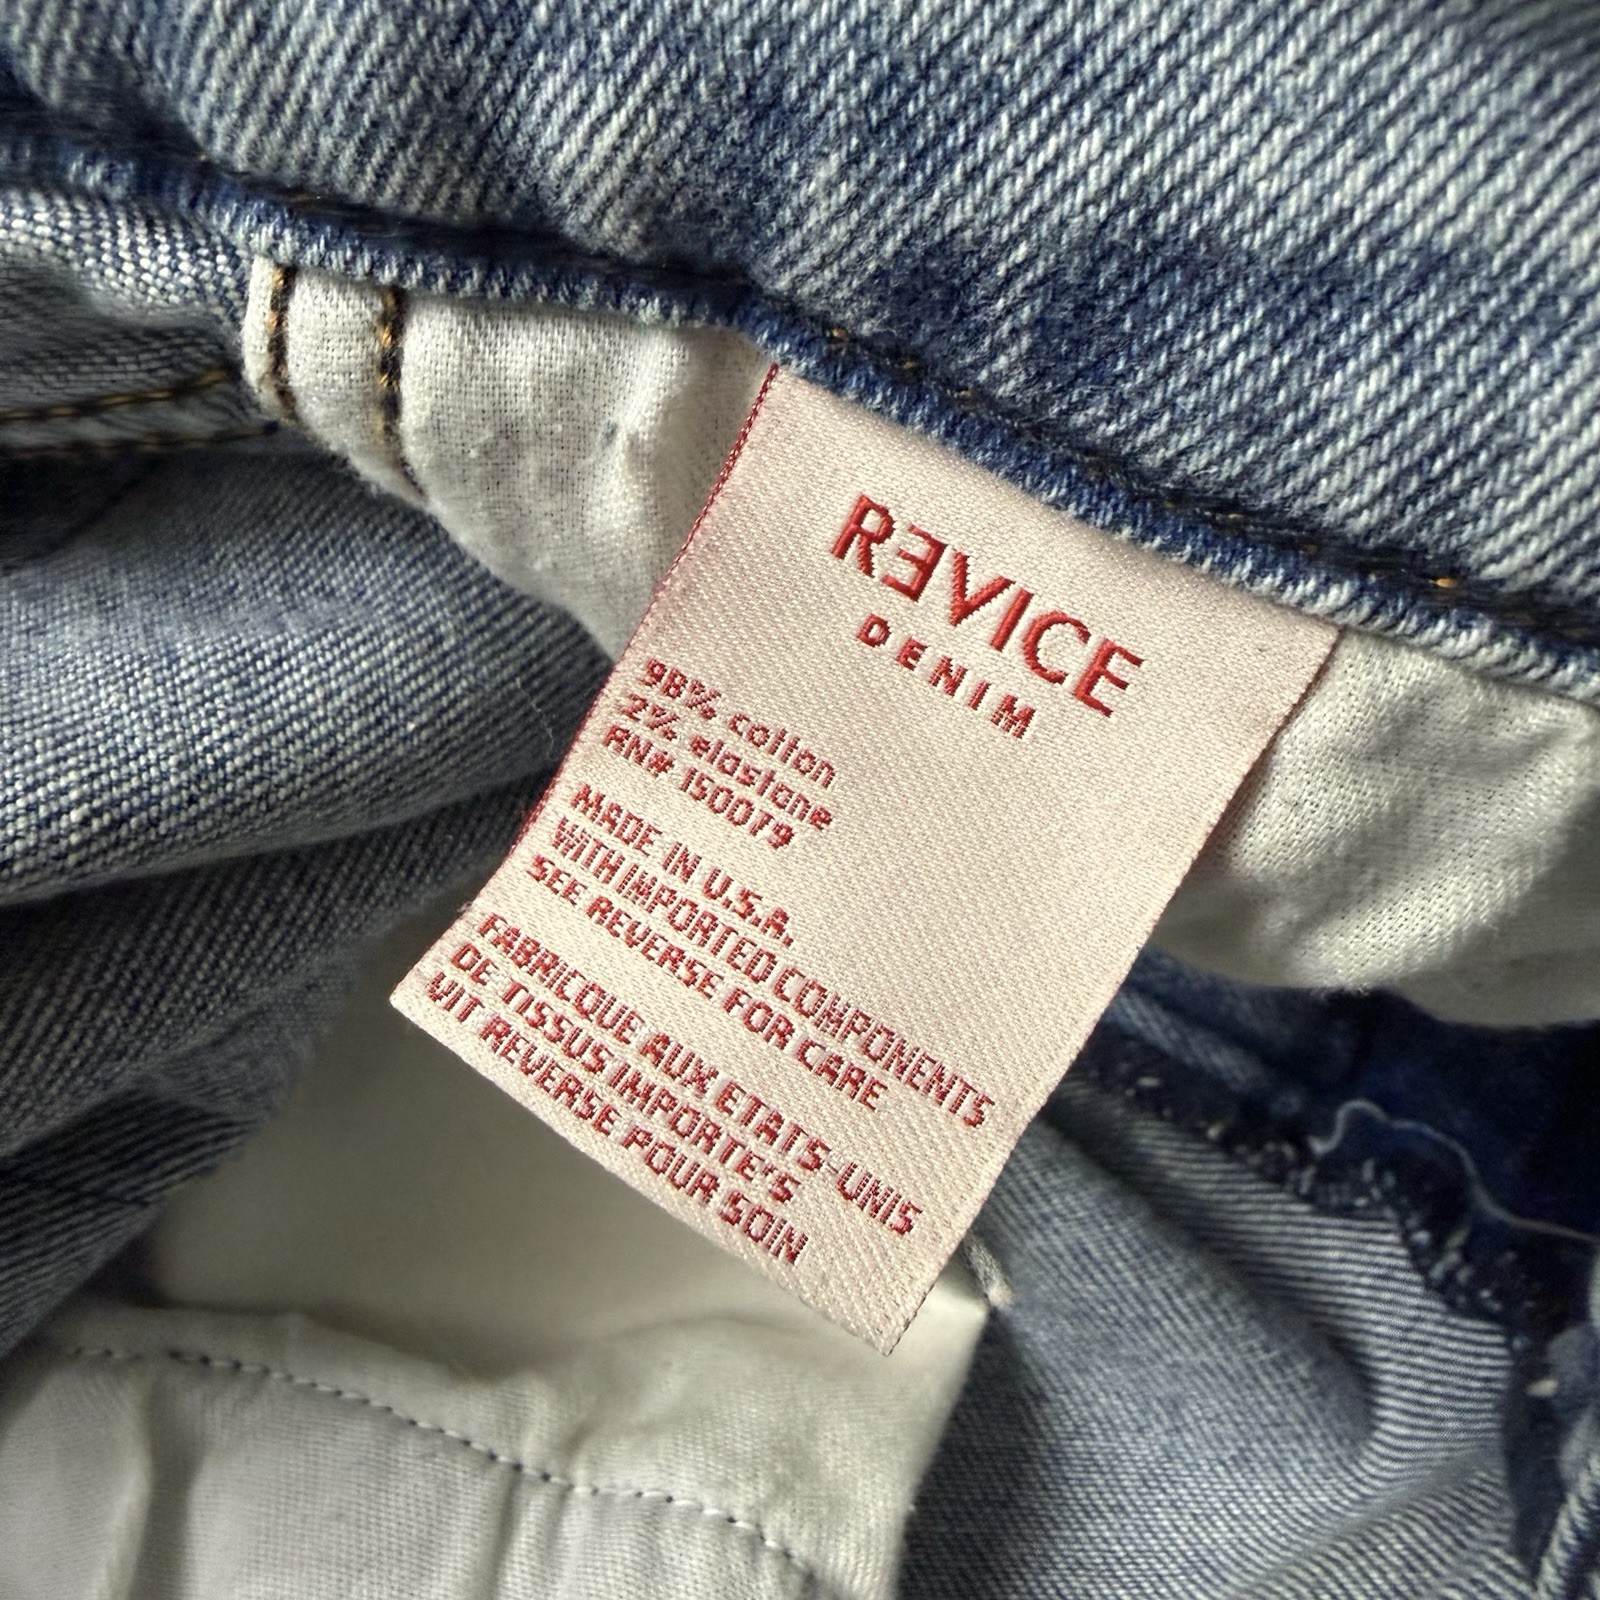 RƎVICE
DENIM
98% cotton
2% elastane
RN# 150079
MADE IN U.S.A.
WITH IMPORTED COMPONENTS
SEE REVERSE FOR CARE
FABRICQUE AUX ETATS-UNIS
DE TISSUS IMPORTE'S
VIT REVERSE POUR SOIN